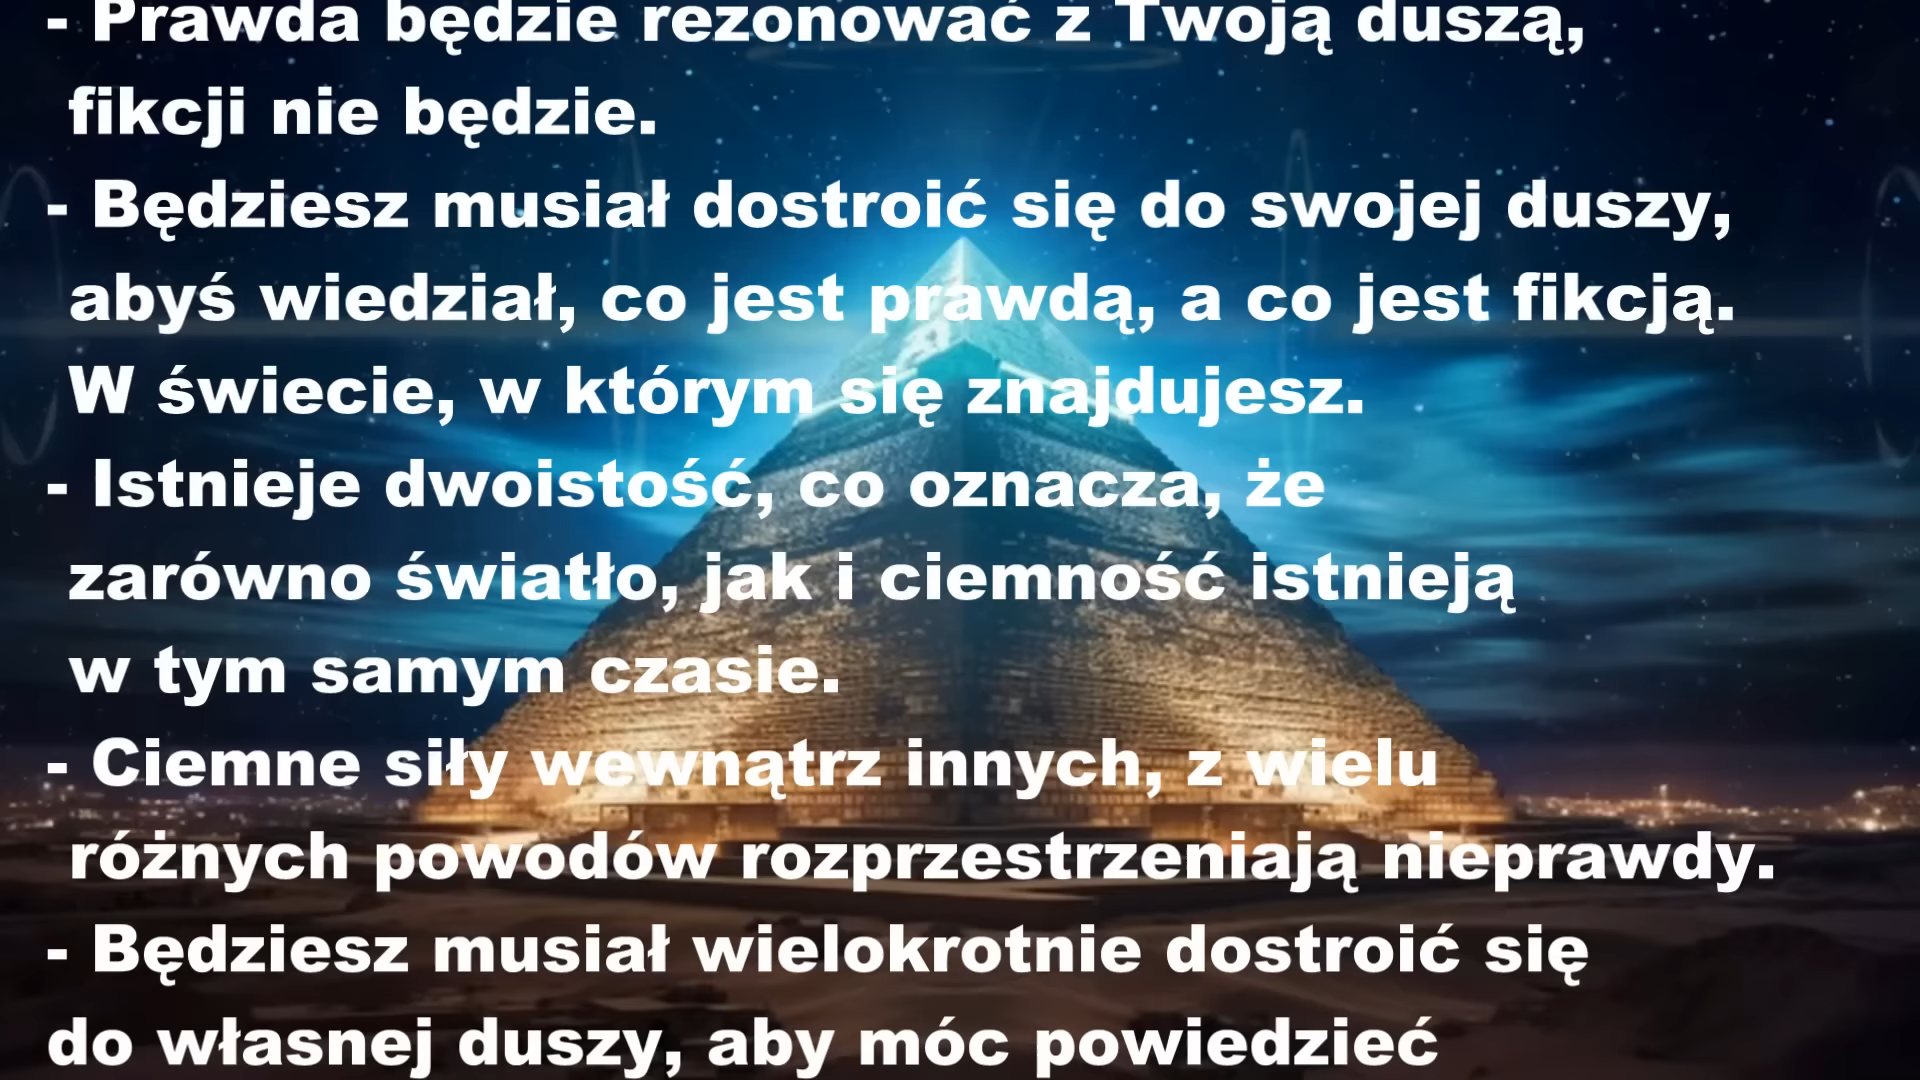 - Prawda będzie rezonować z Twoją duszą,
fikcji nie będzie.
- Będziesz musiał dostroić się do swojej duszy,
abyś wiedział, co jest prawdą, a co jest fikcją.
W świecie, w którym się znajdujesz.
- Istnieje dwoistość, co oznacza, że
zarówno światło, jak i ciemność istnieją
w tym samym czasie.
- Ciemne siły wewnątrz innych, z wielu
różnych powodów rozprzestrzeniają nieprawdy.
- Będziesz musiał wielokrotnie dostroić się
do własnej duszy, aby móc powiedzieć